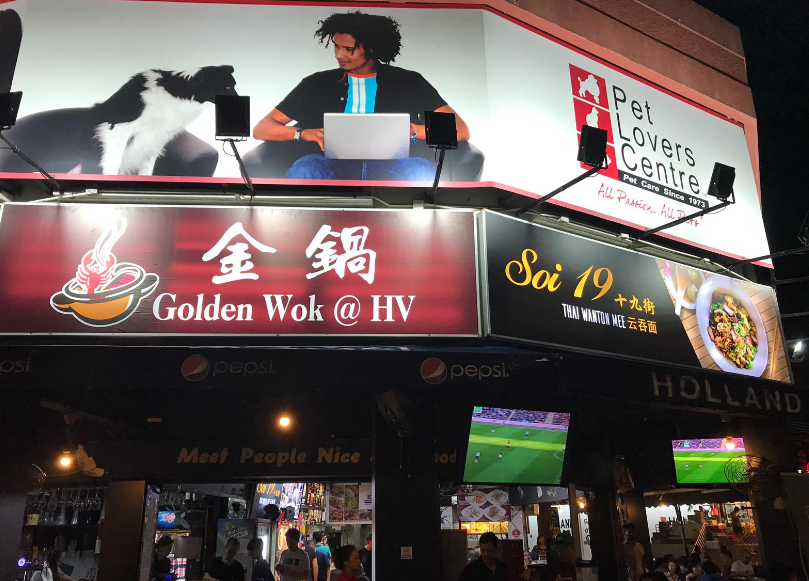 Pet
Lovers
Centre
Pet Care Since 1973
All Passion. All Pets
金鍋
Golden Wok @ HV
Soi 19 十九街
THAI WANTON MEE 云吞面
pepsi
pepsi.
pepsi.
HOLLAND
Meet People Nice